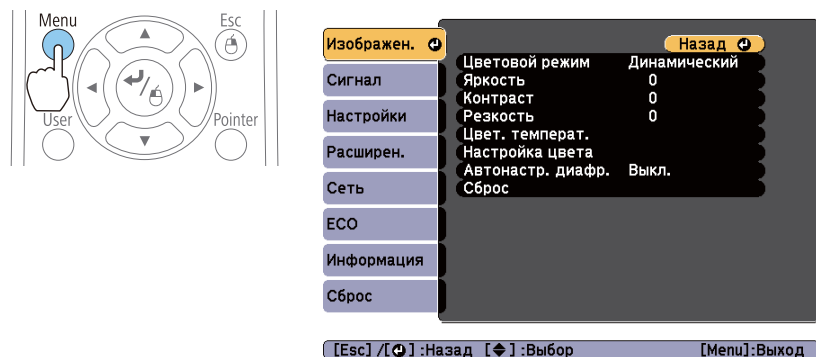 Menu
Esc
User
Pointer
Изображен.
Сигнал
Настройки
Расширен.
Сеть
ECO
Информация
Сброс
Назад
Цветовой режим Динамический
Яркость 0
Контраст 0
Резкость 0
Цвет. температ.
Настройка цвета
Автонастр. диафр. Выкл.
Сброс
[Esc] /[ ] :Назад [ ] :Выбор [Menu]:Выход